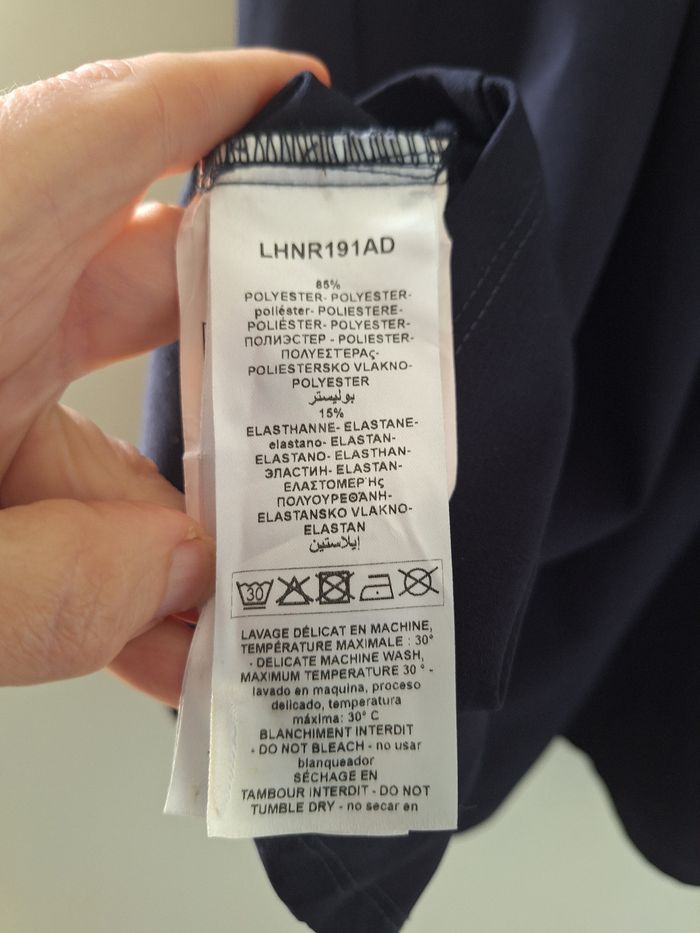 LHNR191AD
85%
POLYESTER- POLYESTER-
poliéster- POLIESTERE-
POLIÉSTER- POLYESTER-
ПОЛИЭСТЕР - POLIESTER-
ΠΟΛΥΕΣΤΕΡΑς-
POLIESTERSKO VLAKNO-
POLYESTER
بوليستر
15%
ELASTHANNE- ELASTANE-
elastano- ELASTAN-
ELASTANO- ELASTHAN-
ЭЛАСТИН- ELASTAN-
ΕΛΑΣΤΟΜΕΡΉς
ΠΟΛΥΟΥΡΕΘΆΝΗ-
ELASTANSKO VLAKNO-
ELASTAN
إيلاستين
30
LAVAGE DÉLICAT EN MACHINE,
TEMPÉRATURE MAXIMALE : 30°
- DELICATE MACHINE WASH,
MAXIMUM TEMPERATURE 30 ° -
lavado en maquina, proceso
delicado, temperatura
máxima: 30° C
BLANCHIMENT INTERDIT
- DO NOT BLEACH - no usar
blanqueador
SÉCHAGE EN
TAMBOUR INTERDIT - DO NOT
TUMBLE DRY - no secar en